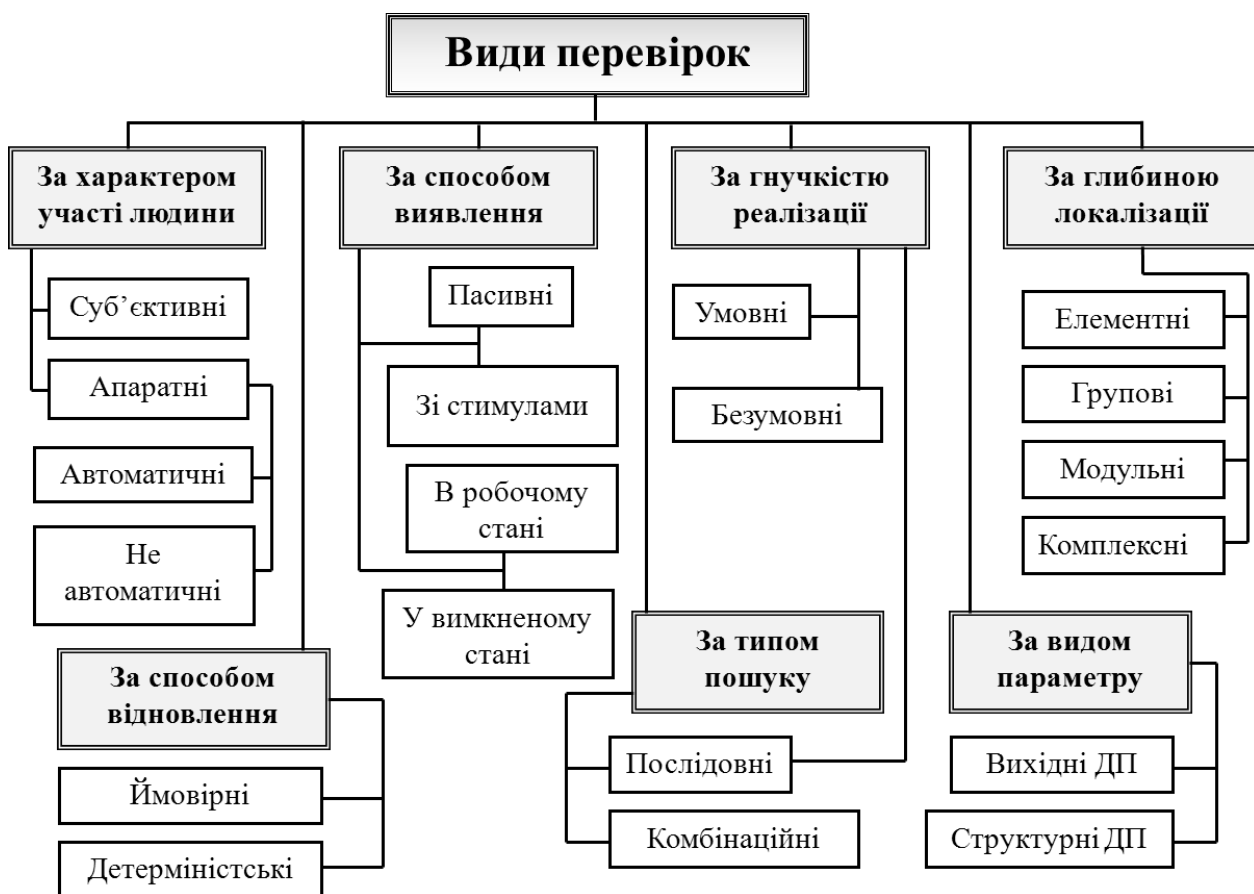 Види перевірок
За характером
участі людини
Суб’єктивні
Апаратні
Автоматичні
Не
автоматичні
За способом
відновлення
Ймовірні
Детерміністські
За способом
виявлення
Пасивні
Зі стимулами
В робочому
стані
У вимкненому
стані
За гнучкістю
реалізації
Умовні
Безумовні
За типом
пошуку
Послідовні
Комбінаційні
За глибиною
локалізації
Елементні
Групові
Модульні
Комплексні
За видом
параметру
Вихідні ДП
Структурні ДП